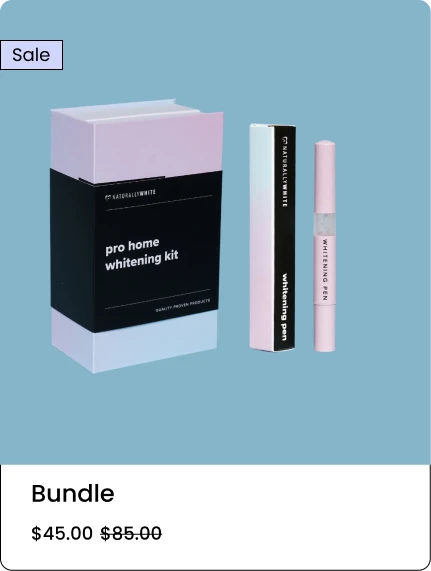 Sale
NATURALLYWHITE
pro home
whitening kit
QUALITY PROVEN PRODUCTS
NATURALLYWHITE
whitening pen
WHITENING PEN
Bundle
$45.00 $85.00